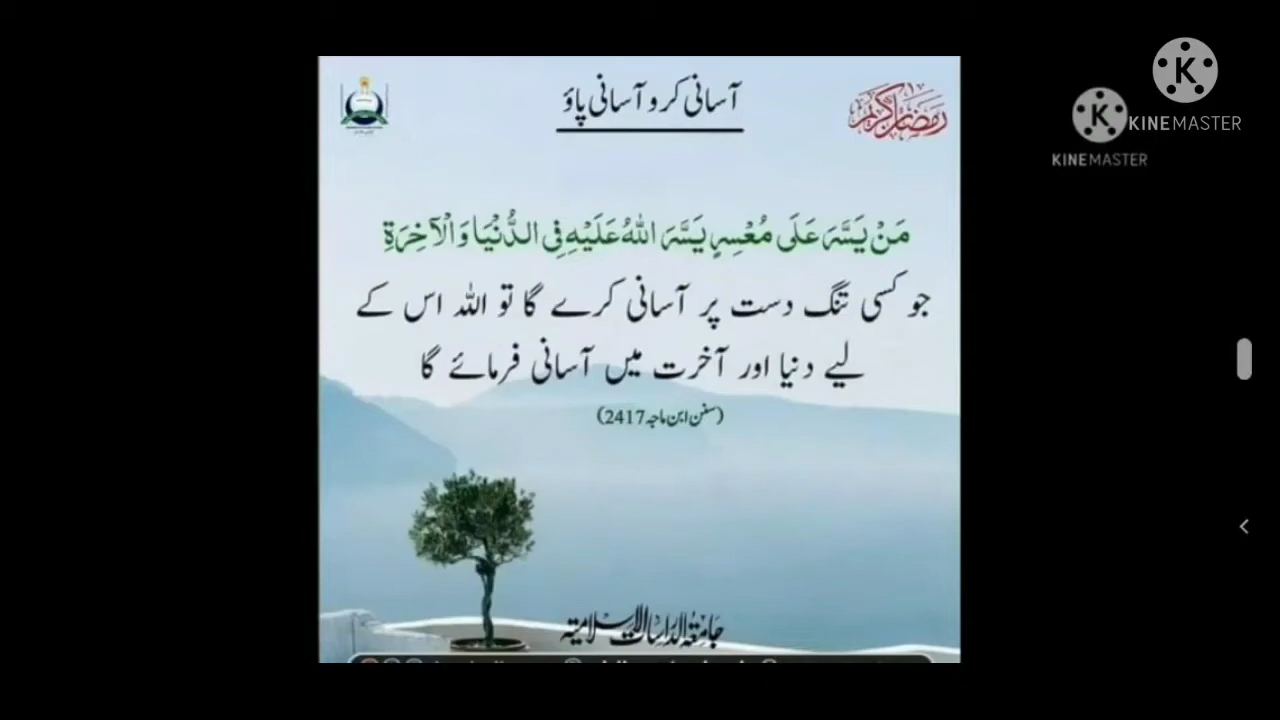 آسانی کرو آسانی پاؤ
رمضان كريم
KINEMASTER
KINEMASTER
مَنْ يَسَّرَ عَلَى مُعْسِرٍ يَسَّرَ اللهُ عَلَيْهِ فِي الدُّنْيَا وَالْآخِرَةِ
جو کسی تنگ دست پر آسانی کرے گا تو اللہ اس کے
لیے دنیا اور آخرت میں آسانی فرمائے گا
(سنن ابن ماجہ 2417)
جامعۃ الدراسات الاسلامیۃ